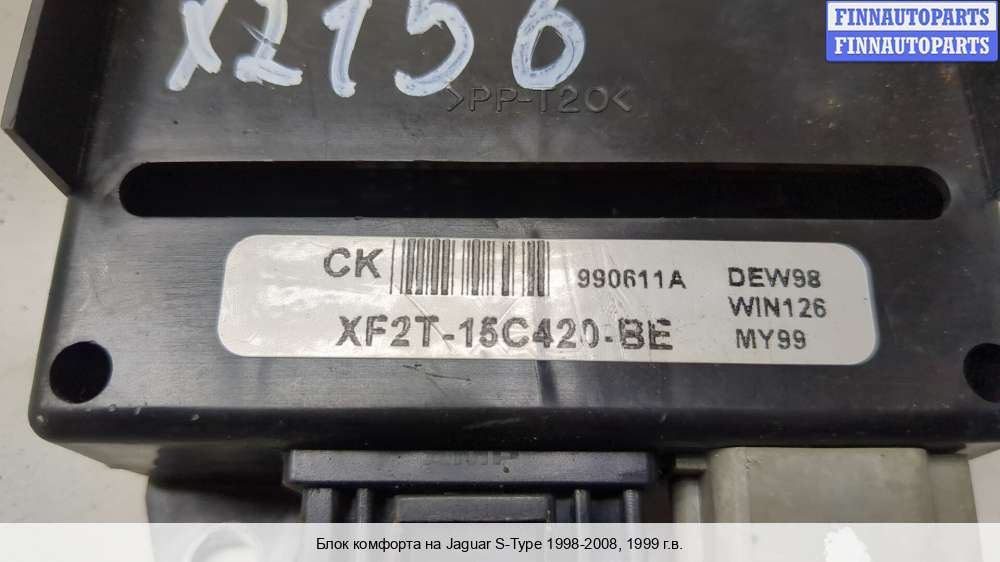 FINNAUTOPARTS
FINNAUTOPARTS
X2156
>PP-T20<
CK 990611A DEW98
WIN126
XF2T-15C420-BE MY99
AMP
Блок комфорта на Jaguar S-Type 1998-2008, 1999 г.в.